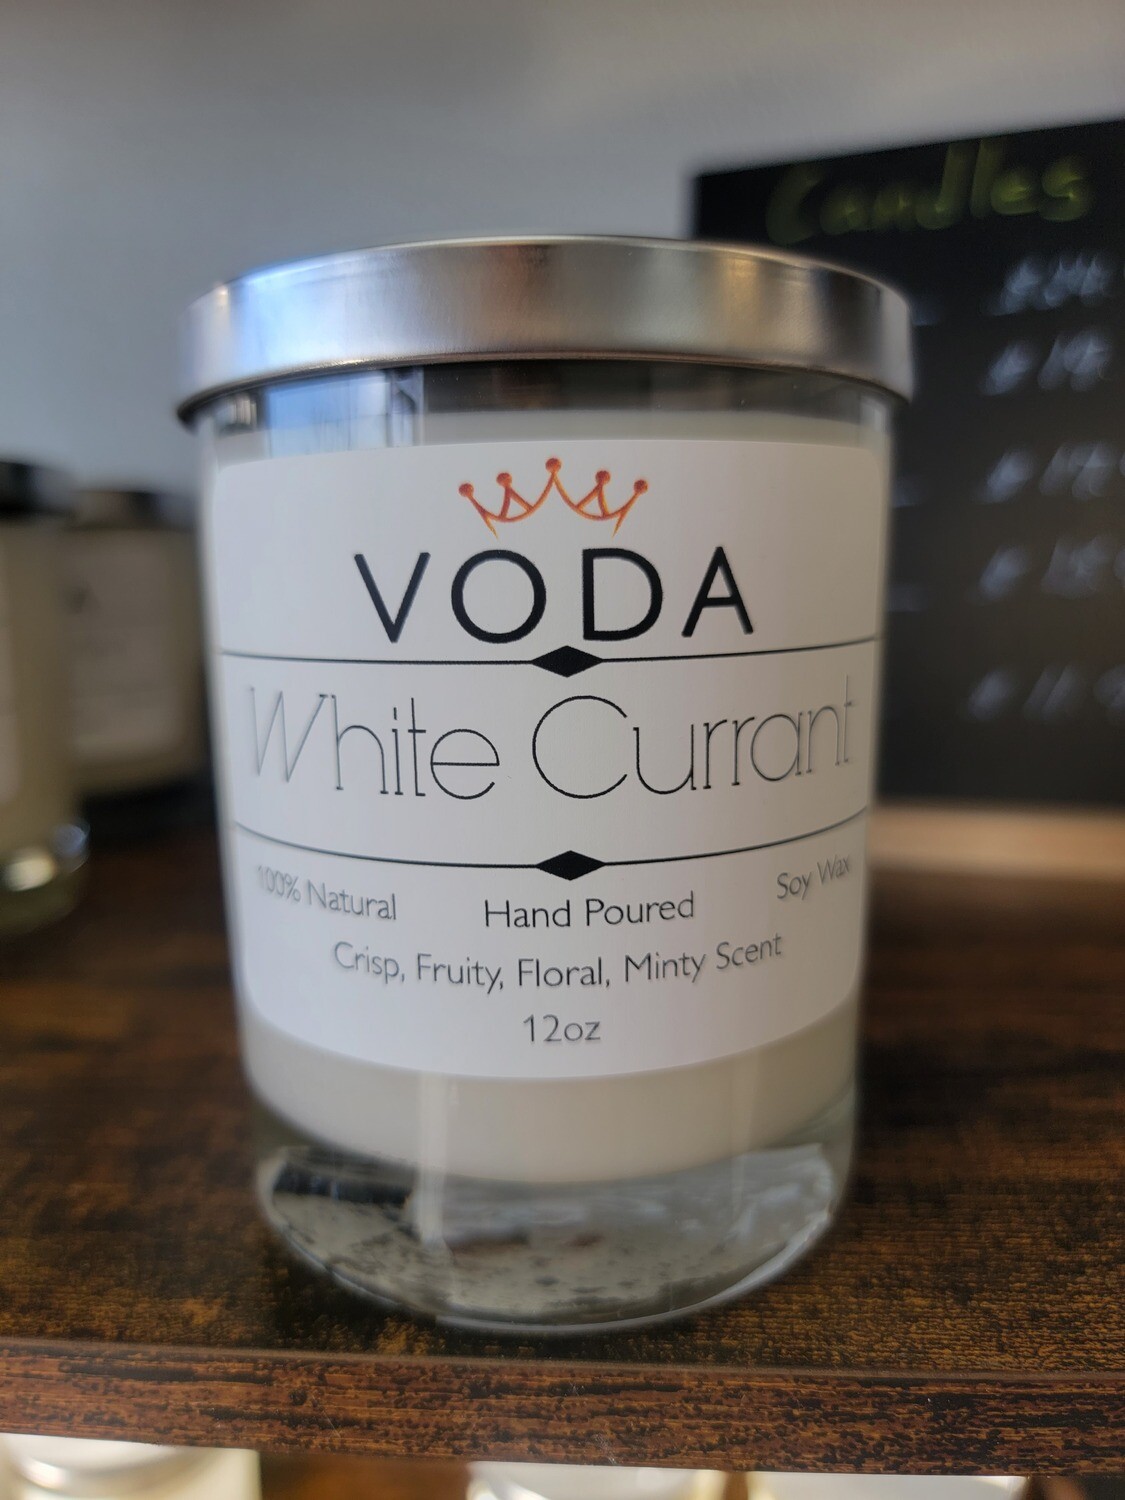 Candles
VODA
White Currant
100% Natural Hand Poured Soy Wax
Crisp, Fruity, Floral, Minty Scent
12oz